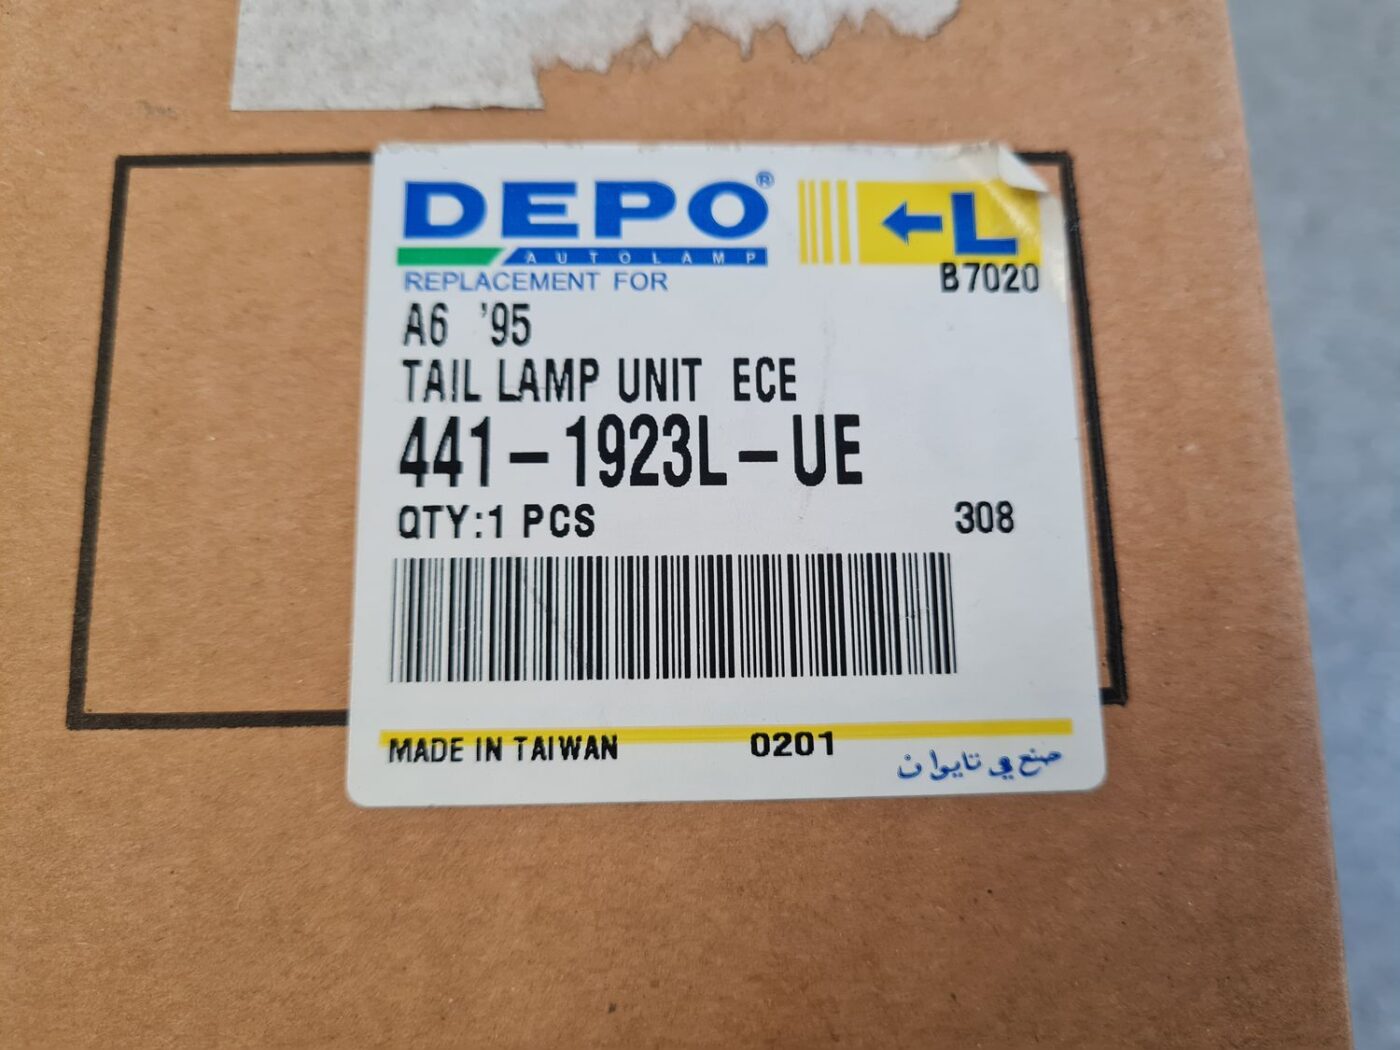 DEPO®
AUTOLAMP
←L
REPLACEMENT FOR
B7020
A6 '95
TAIL LAMP UNIT ECE
441-1923L-UE
QTY:1 PCS
308
MADE IN TAIWAN
0201
صنع في تايوان